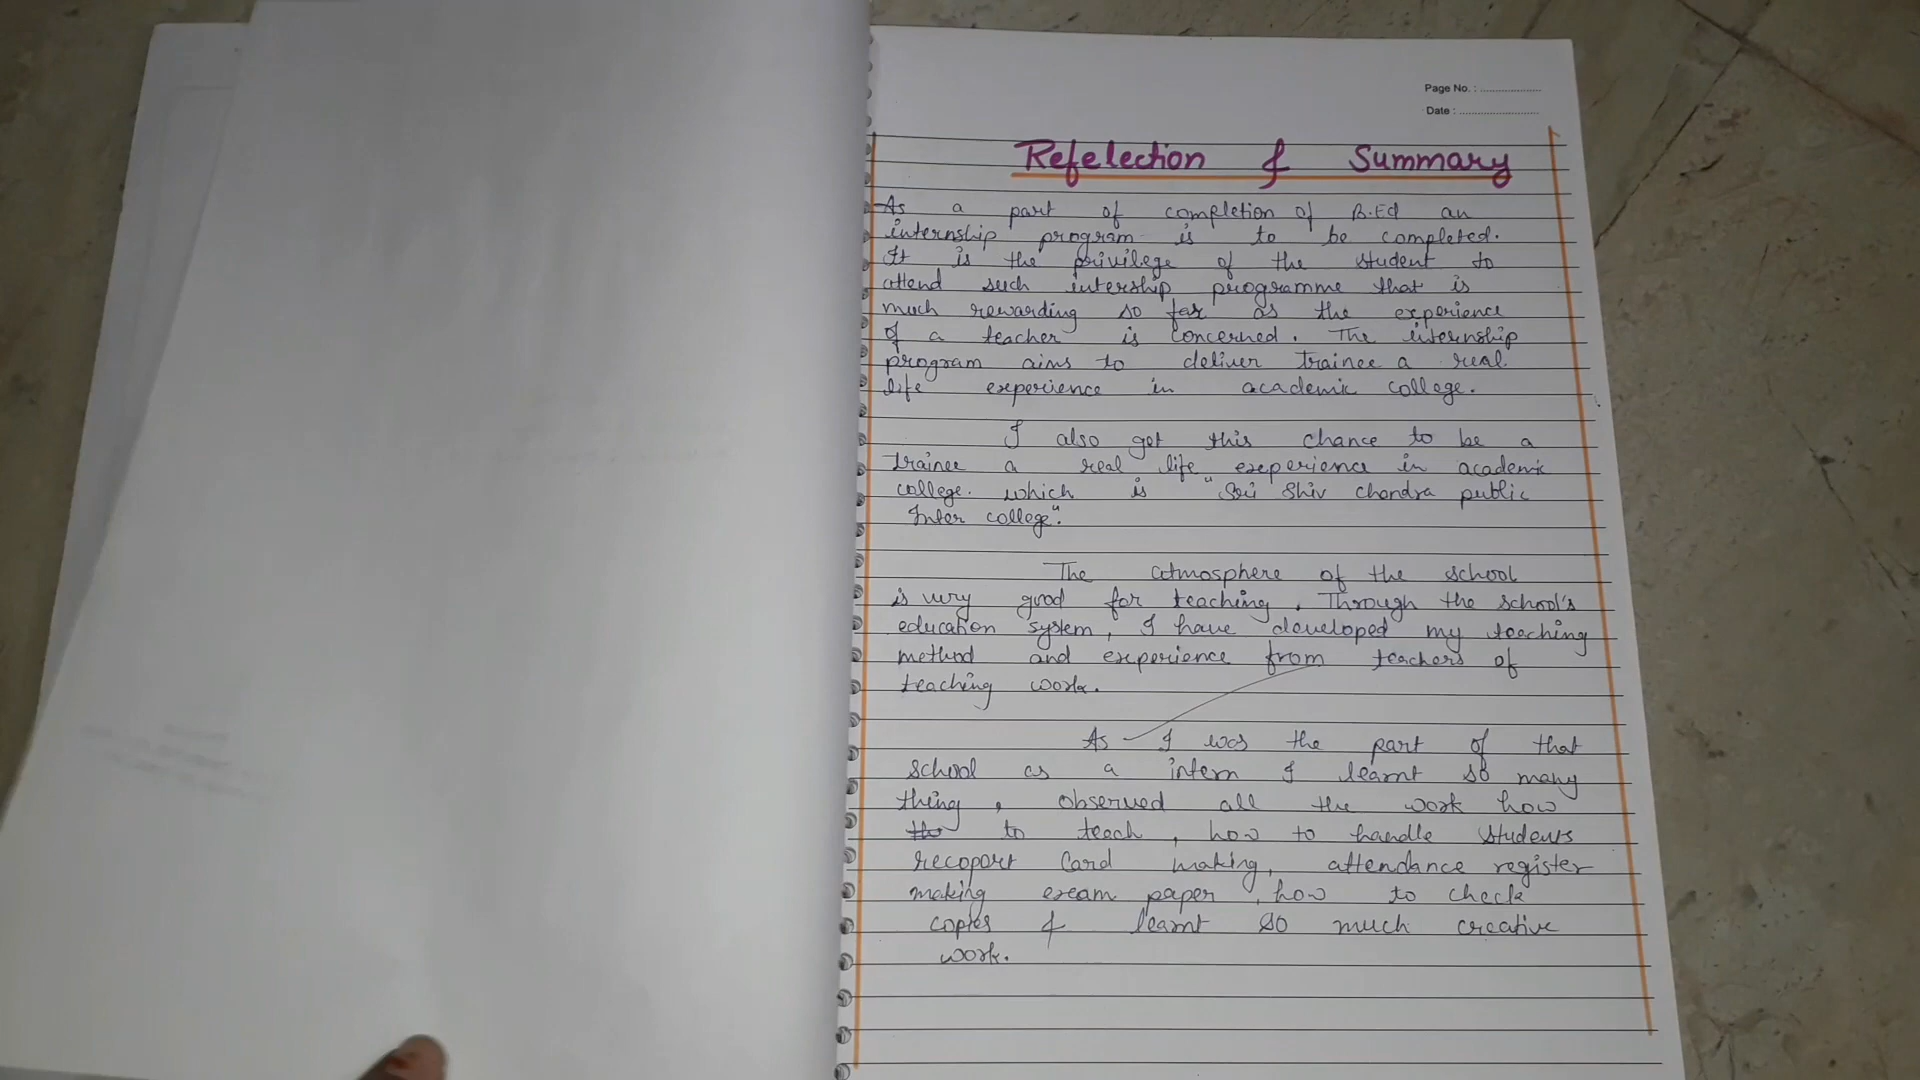 Page No. : ....................
Date : ..........................
Refelection & Summary
As a part of completion of B.Ed an
internship program is to be completed.
It is the privilege of the student to
attend such intership programme that is
much rewarding so far as the experience
of a teacher is concerned. The internship
program aims to deliver trainee a real
life experience in academic college.
I also get this chance to be a
trainee a real life experience in academic
college. which is "Sri Shiv Chandra public
Inter college".
The atmosphere of the school
is very good for teaching. Through the school's
education system, I have developed my teaching
method and experience from teachers of
teaching work.
As I was the part of that
school as a intern I learnt so many
thing, observed all the work how
to teach, how to handle students
recoport Card making, attendance register
making exam paper, how to check
copies & learnt so much creative
work.